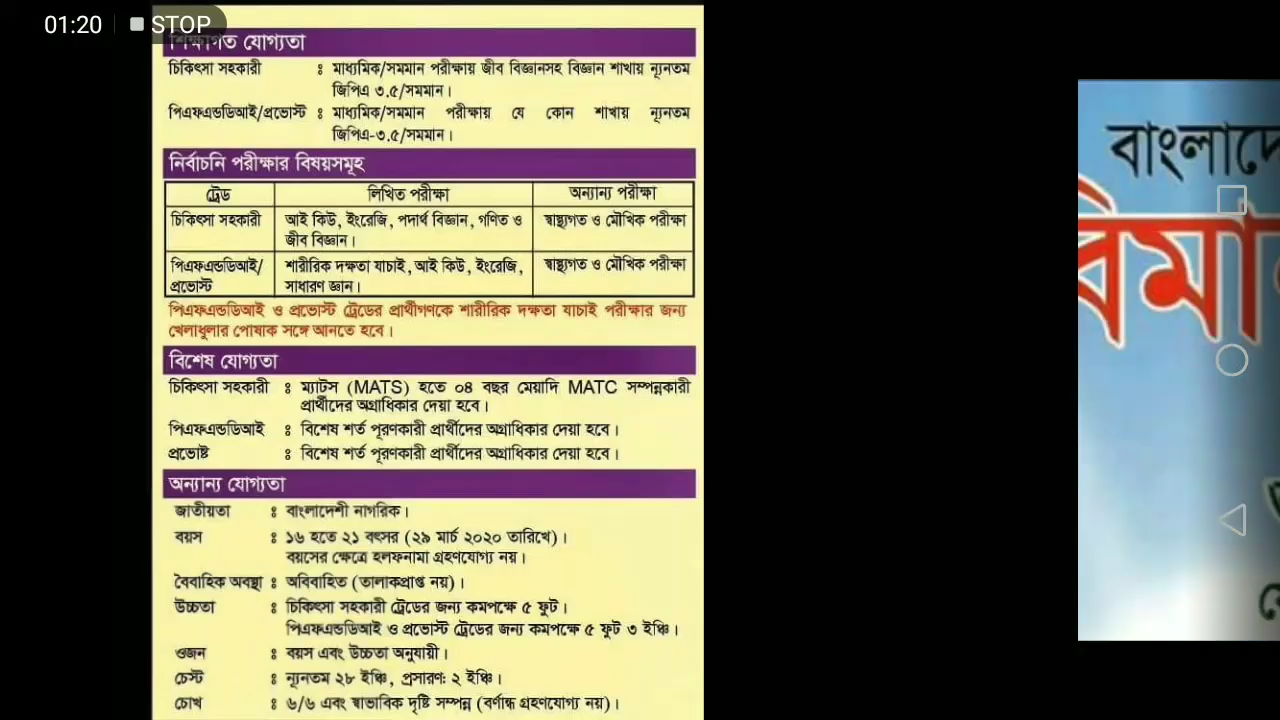 01:20 STOP
শিক্ষাগত যোগ্যতা
চিকিৎসা সহকারী : মাধ্যমিক/সমমান পরীক্ষায় জীব বিজ্ঞানসহ বিজ্ঞান শাখায় ন্যূনতম
জিপিএ ৩.৫/সমমান।
পিএফএন্ডডিআই/প্রভোস্ট : মাধ্যমিক/সমমান পরীক্ষায় যে কোন শাখায় ন্যূনতম
জিপিএ-৩.৫/সমমান।
নির্বাচনি পরীক্ষার বিষয়সমূহ
ট্রেড লিখিত পরীক্ষা অন্যান্য পরীক্ষা
চিকিৎসা সহকারী আই কিউ, ইংরেজি, পদার্থ বিজ্ঞান, গণিত ও স্বাস্থ্যগত ও মৌখিক পরীক্ষা
জীব বিজ্ঞান।
পিএফএন্ডডিআই/ শারীরিক দক্ষতা যাচাই, আই কিউ, ইংরেজি, স্বাস্থ্যগত ও মৌখিক পরীক্ষা
প্রভোস্ট সাধারণ জ্ঞান।
পিএফএন্ডডিআই ও প্রভোস্ট ট্রেডের প্রার্থীগণকে শারীরিক দক্ষতা যাচাই পরীক্ষার জন্য
খেলাধুলার পোষাক সঙ্গে আনতে হবে।
বিশেষ যোগ্যতা
চিকিৎসা সহকারী : ম্যাটস (MATS) হতে ০৪ বছর মেয়াদি MATC সম্পন্নকারী
প্রার্থীদের অগ্রাধিকার দেয়া হবে।
পিএফএন্ডডিআই : বিশেষ শর্ত পূরণকারী প্রার্থীদের অগ্রাধিকার দেয়া হবে।
প্রভোষ্ট : বিশেষ শর্ত পূরণকারী প্রার্থীদের অগ্রাধিকার দেয়া হবে।
অন্যান্য যোগ্যতা
জাতীয়তা : বাংলাদেশী নাগরিক।
বয়স : ১৬ হতে ২১ বৎসর (২৯ মার্চ ২০২০ তারিখে)।
বয়সের ক্ষেত্রে হলফনামা গ্রহণযোগ্য নয়।
বৈবাহিক অবস্থা : অবিবাহিত (তালাকপ্রাপ্ত নয়)।
উচ্চতা : চিকিৎসা সহকারী ট্রেডের জন্য কমপক্ষে ৫ ফুট।
পিএফএন্ডডিআই ও প্রভোস্ট ট্রেডের জন্য কমপক্ষে ৫ ফুট ৩ ইঞ্চি।
ওজন : বয়স এবং উচ্চতা অনুযায়ী।
চেস্ট : ন্যূনতম ২৮ ইঞ্চি, প্রসারণ: ২ ইঞ্চি।
চোখ : ৬/৬ এবং স্বাভাবিক দৃষ্টি সম্পন্ন (বর্ণান্ধ গ্রহণযোগ্য নয়)।
বাংলাদে
বিমা